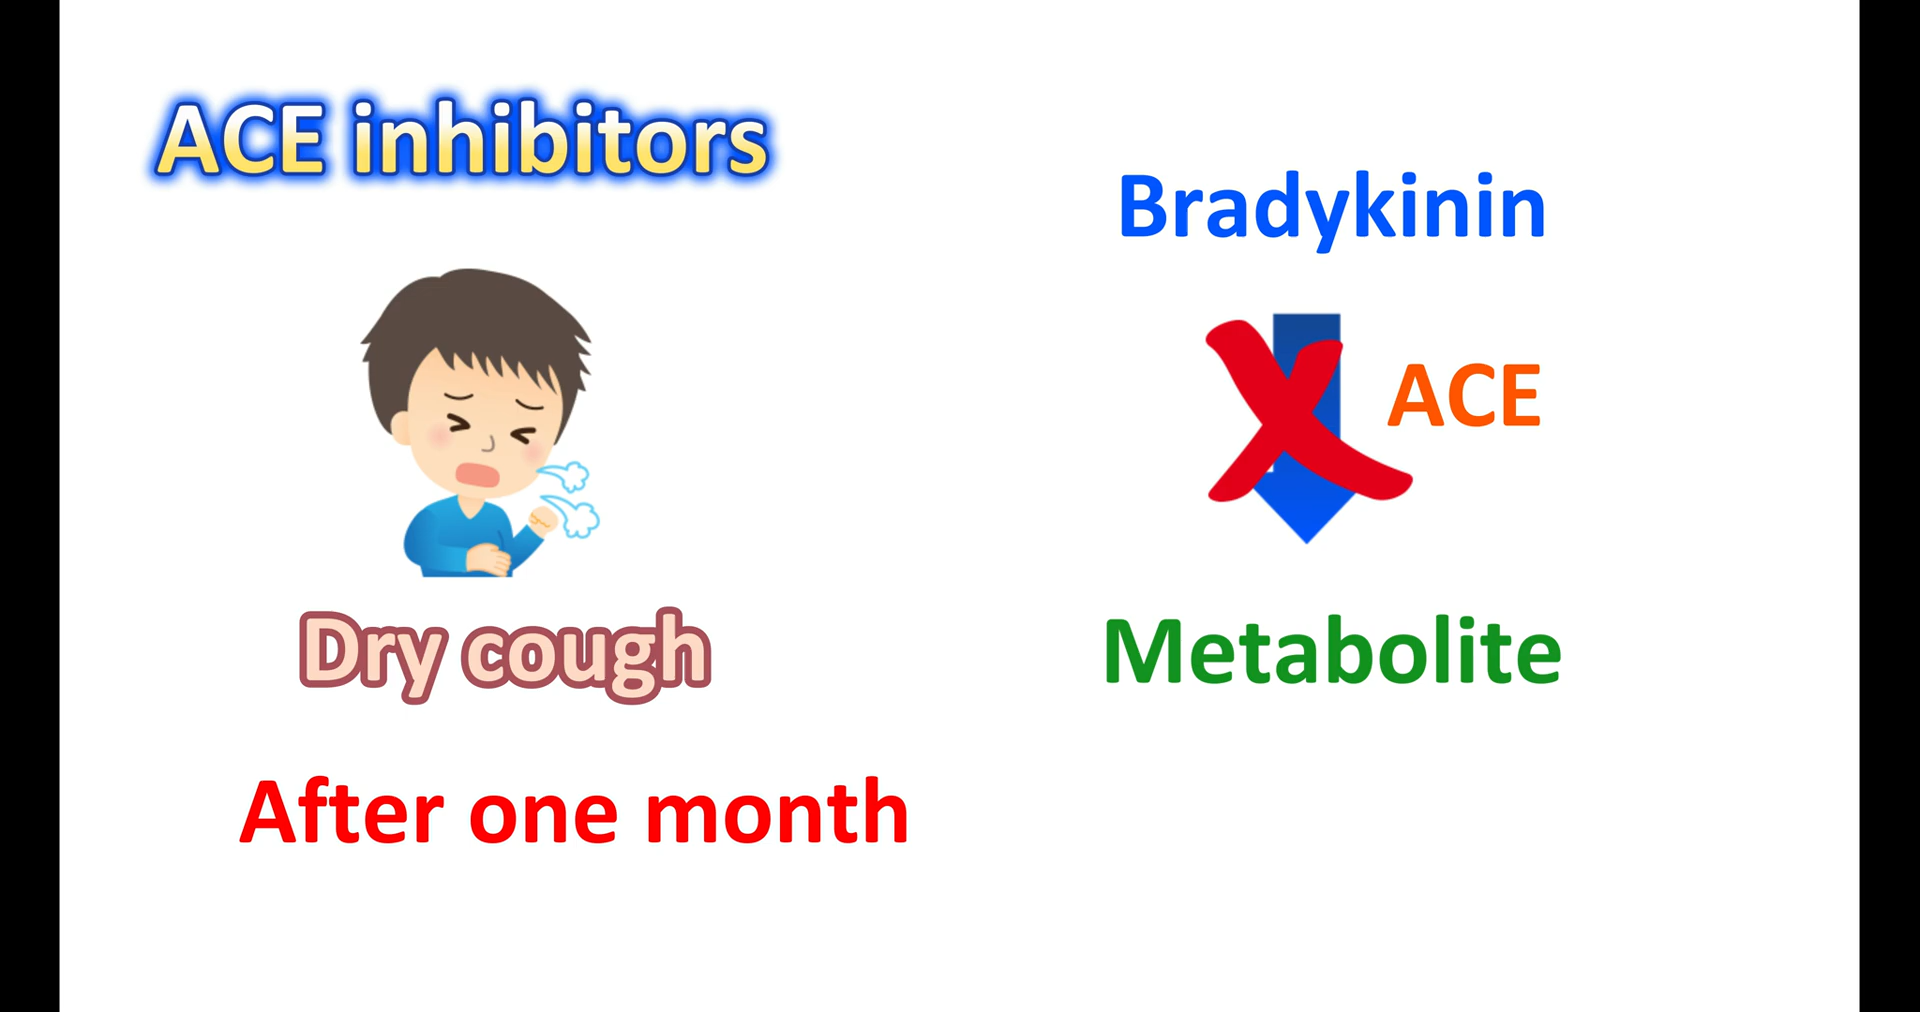 ACE inhibitors
Dry cough
After one month
Bradykinin
ACE
Metabolite